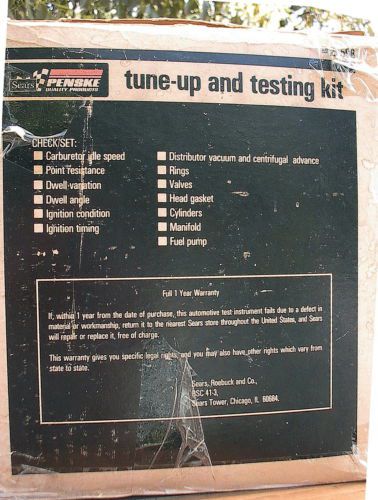 Sears
PENSKE
QUALITY PRODUCTS
tune-up and testing kit
CHECK/SET:
Carburetor idle speed
Point resistance
Dwell variation
Dwell angle
Ignition condition
Ignition timing
Distributor vacuum and centrifugal advance
Rings
Valves
Head gasket
Cylinders
Manifold
Fuel pump
Full 1 Year Warranty
If, within 1 year from the date of purchase, this automotive test instrument fails due to a defect in
material or workmanship, return it to the nearest Sears store throughout the United States, and Sears
will repair or replace it, free of charge.
This warranty gives you specific legal rights, and you may also have other rights which vary from
state to state.
Sears, Roebuck and Co.,
BSC 41-3,
Sears Tower, Chicago, IL 60684.